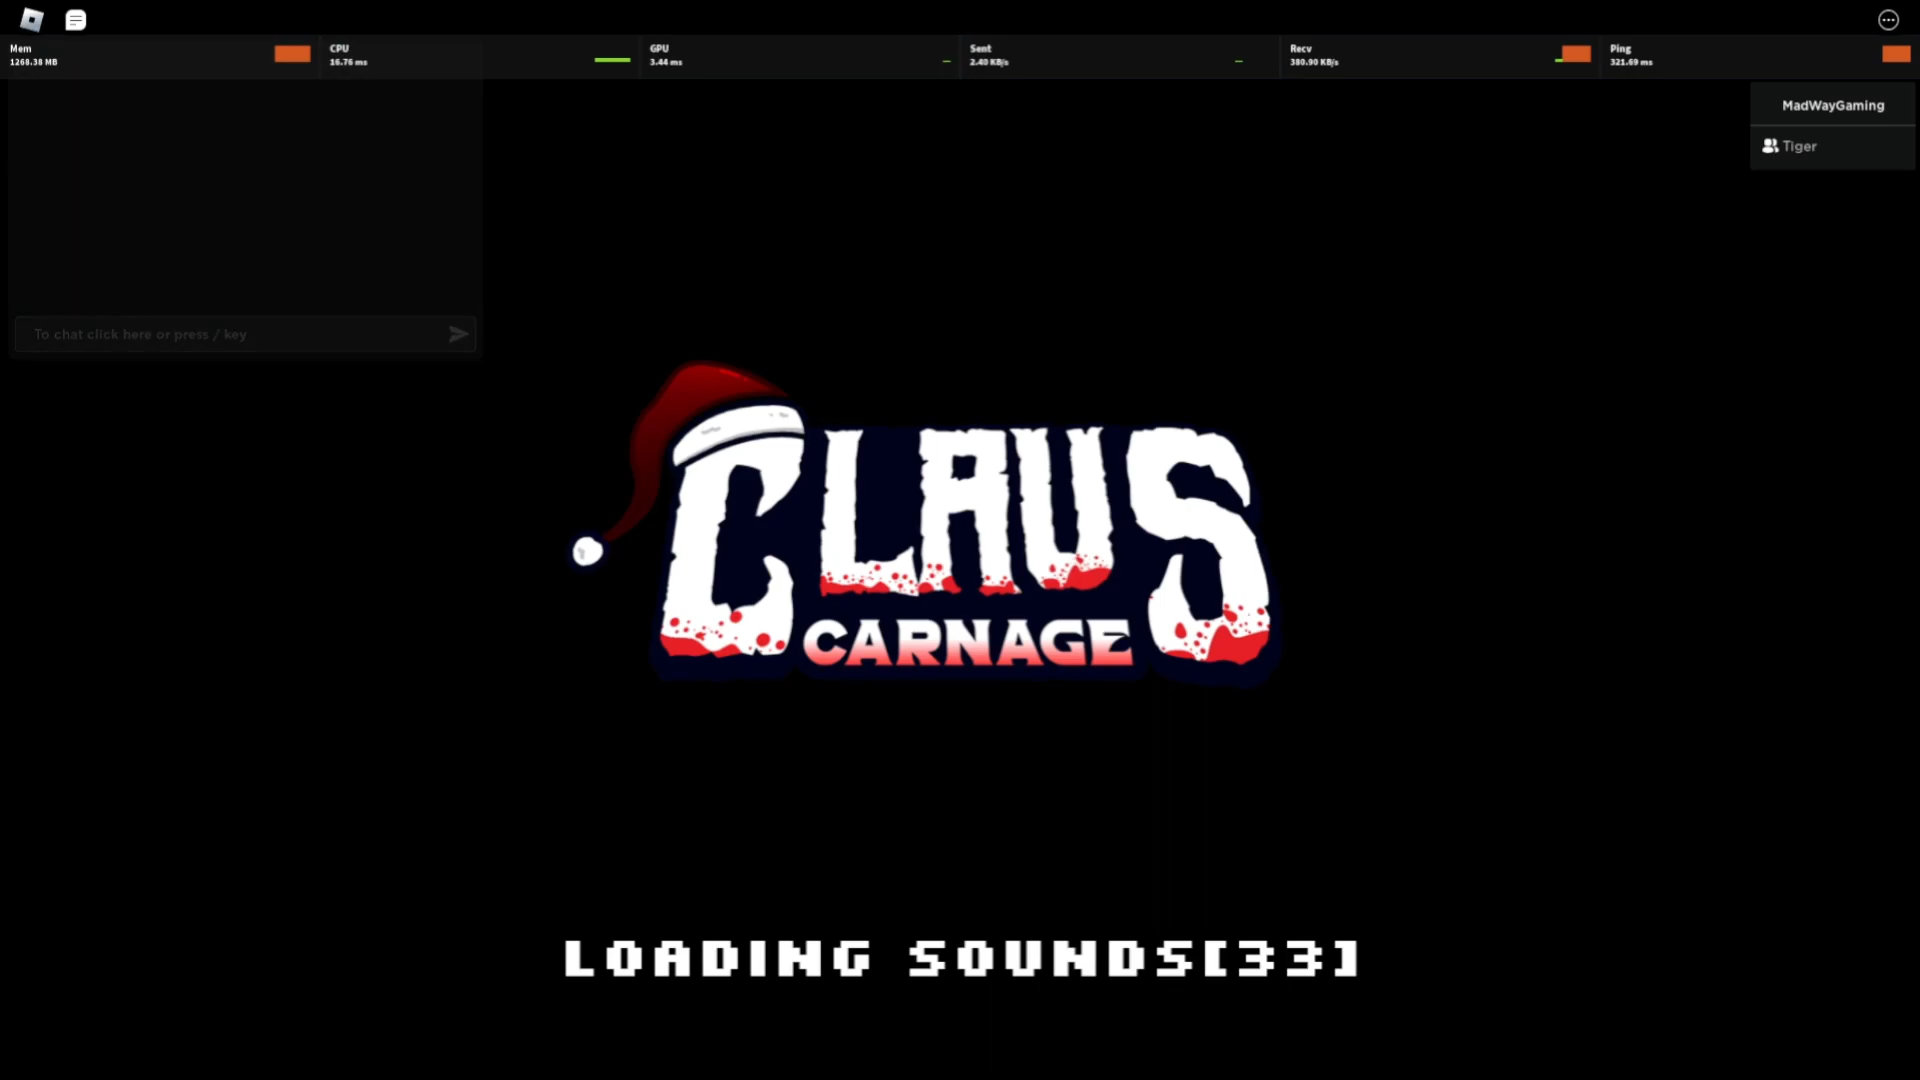 Mem
1268.38 MB
CPU
16.76 ms
GPU
3.44 ms
Sent
2.40 KB/s
Recv
380.90 KB/s
Ping
321.69 ms
MadWayGaming
Tiger
To chat click here or press / key
CLAUS
CARNAGE
LOADING SOUNDS[33]